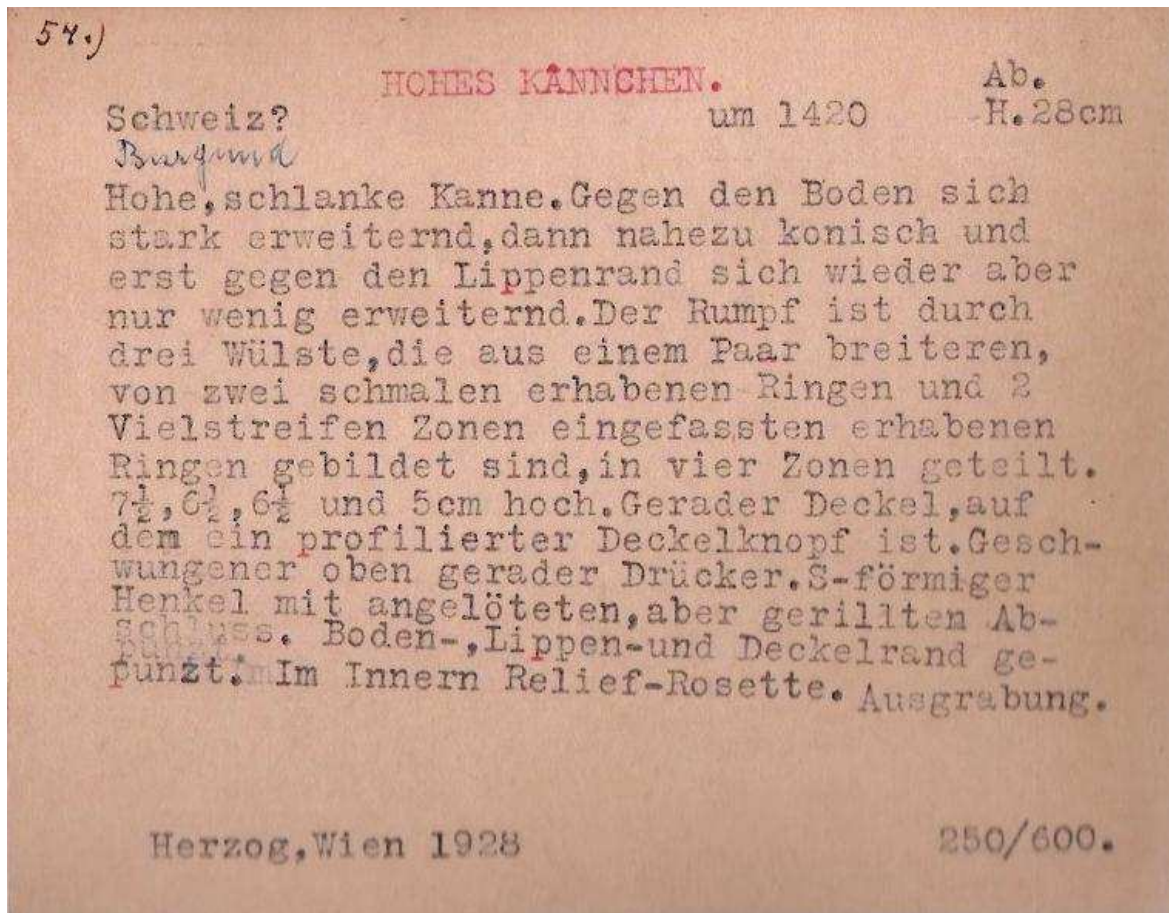 54.)
HOHES KÄNNCHEN. Ab.
Schweiz? um 1420 H.28cm
Burgund
Hohe,schlanke Kanne.Gegen den Boden sich
stark erweiternd,dann nahezu konisch und
erst gegen den Lippenrand sich wieder aber
nur wenig erweiternd.Der Rumpf ist durch
drei Wülste,die aus einem Paar breiteren,
von zwei schmalen erhabenen Ringen und 2
Vielstreifen Zonen eingefassten erhabenen
Ringen gebildet sind,in vier Zonen geteilt.
7½,6½,6½ und 5cm hoch.Gerader Deckel,auf
dem ein profilierter Deckelknopf ist.Gesch-
wungener oben gerader Drücker.S-förmiger
Henkel mit angelöteten,aber gerillten Ab-
schluss. Boden-,Lippen-und Deckelrand ge-
punzt. Im Innern Relief-Rosette. Ausgrabung.
Herzog,Wien 1928 250/600.